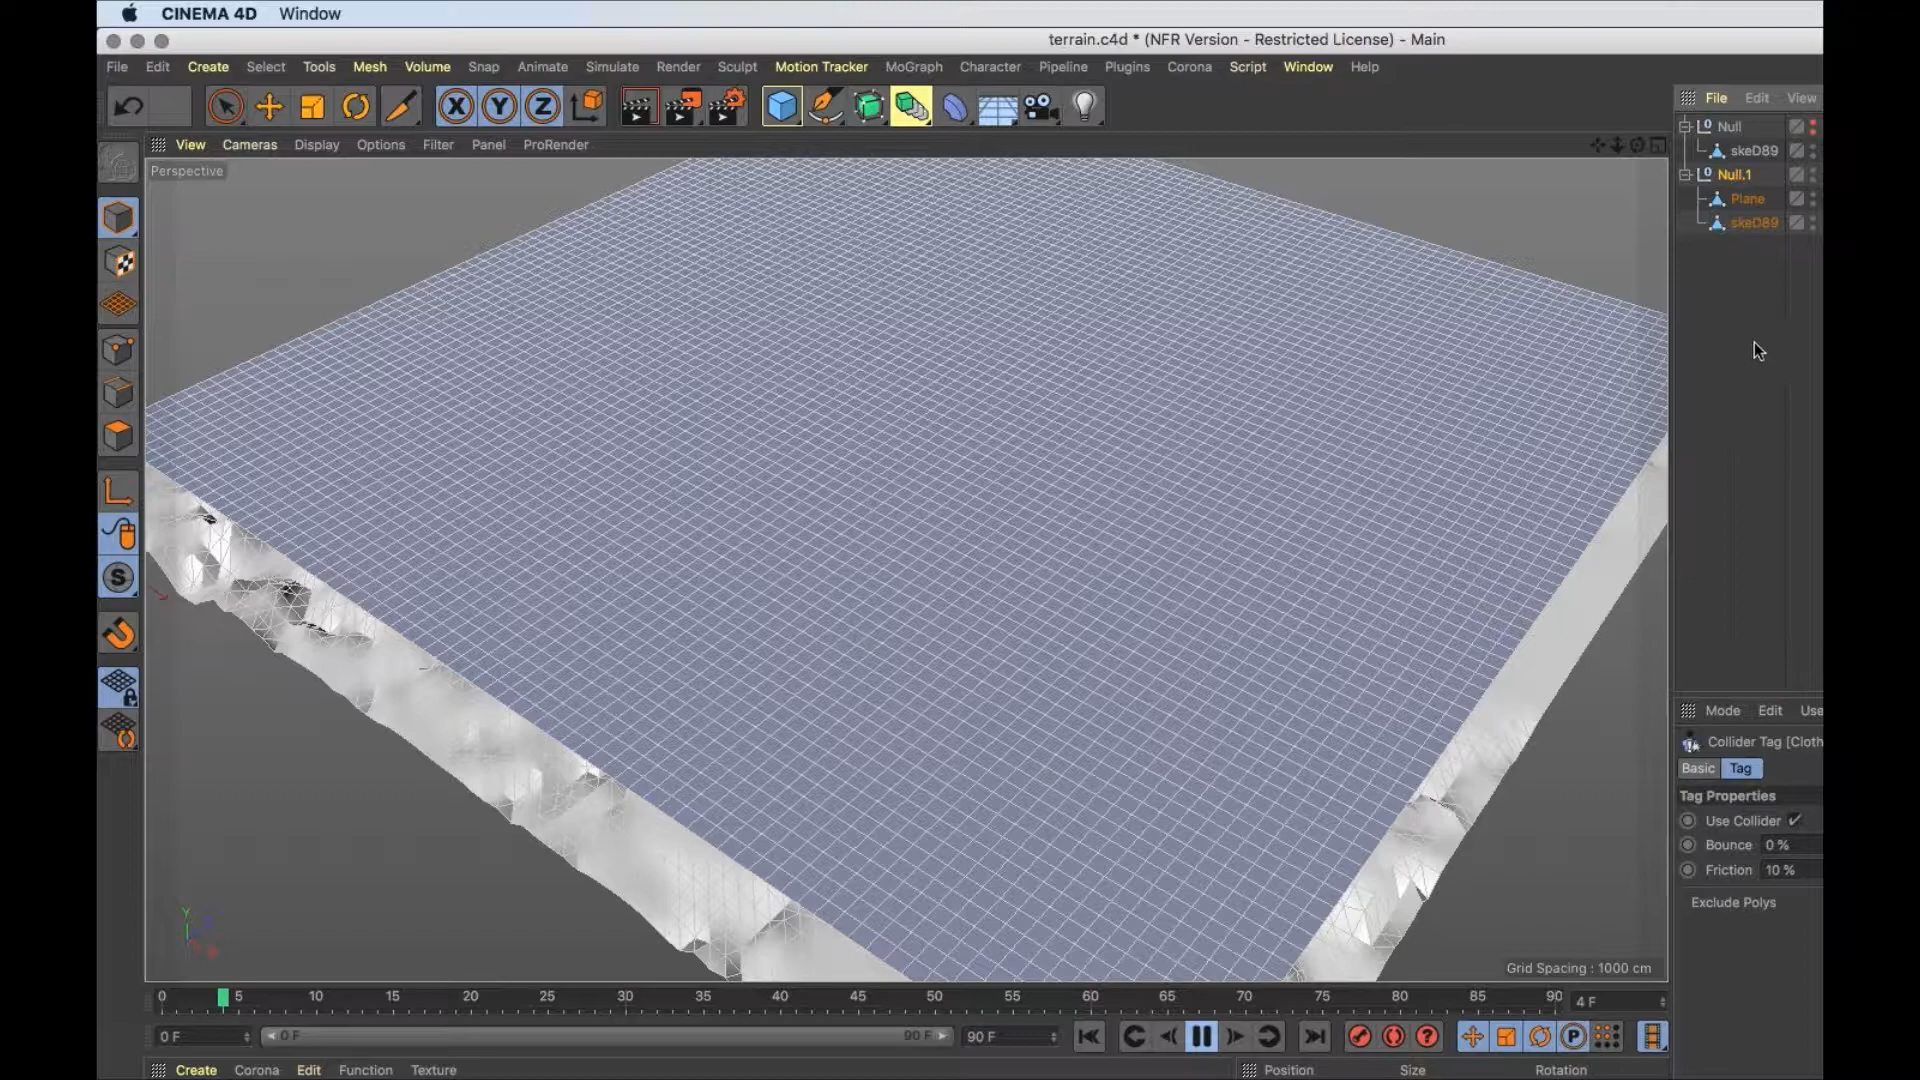 CINEMA 4D Window
terrain.c4d * (NFR Version - Restricted License) - Main
File Edit Create Select Tools Mesh Volume Snap Animate Simulate Render Sculpt Motion Tracker MoGraph Character Pipeline Plugins Corona Script Window Help
X Y Z
File Edit View
View Cameras Display Options Filter Panel ProRender
Perspective
Null
skeD89
Null.1
Plane
skeD89
S
Mode Edit Use
Collider Tag [Cloth
Basic Tag
Tag Properties
Use Collider
Bounce 0 %
Friction 10 %
Exclude Polys
Y
Grid Spacing : 1000 cm
0 5 10 15 20 25 30 35 40 45 50 55 60 65 70 75 80 85 90 4 F
0 F 0 F 90 F 90 F
? P
Create Corona Edit Function Texture
Position Size Rotation